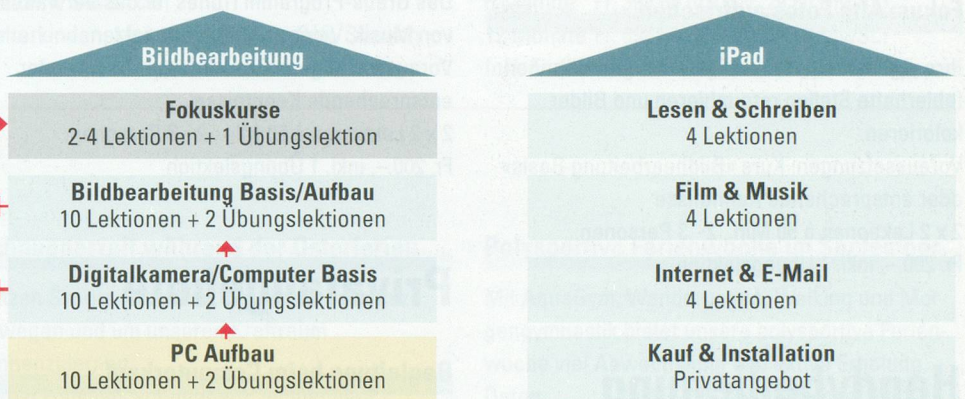 Bildbearbeitung
Fokuskurse
2-4 Lektionen + 1 Übungslektion
Bildbearbeitung Basis/Aufbau
10 Lektionen + 2 Übungslektionen
Digitalkamera/Computer Basis
10 Lektionen + 2 Übungslektionen
PC Aufbau
10 Lektionen + 2 Übungslektionen
iPad
Lesen & Schreiben
4 Lektionen
Film & Musik
4 Lektionen
Internet & E-Mail
4 Lektionen
Kauf & Installation
Privatangebot